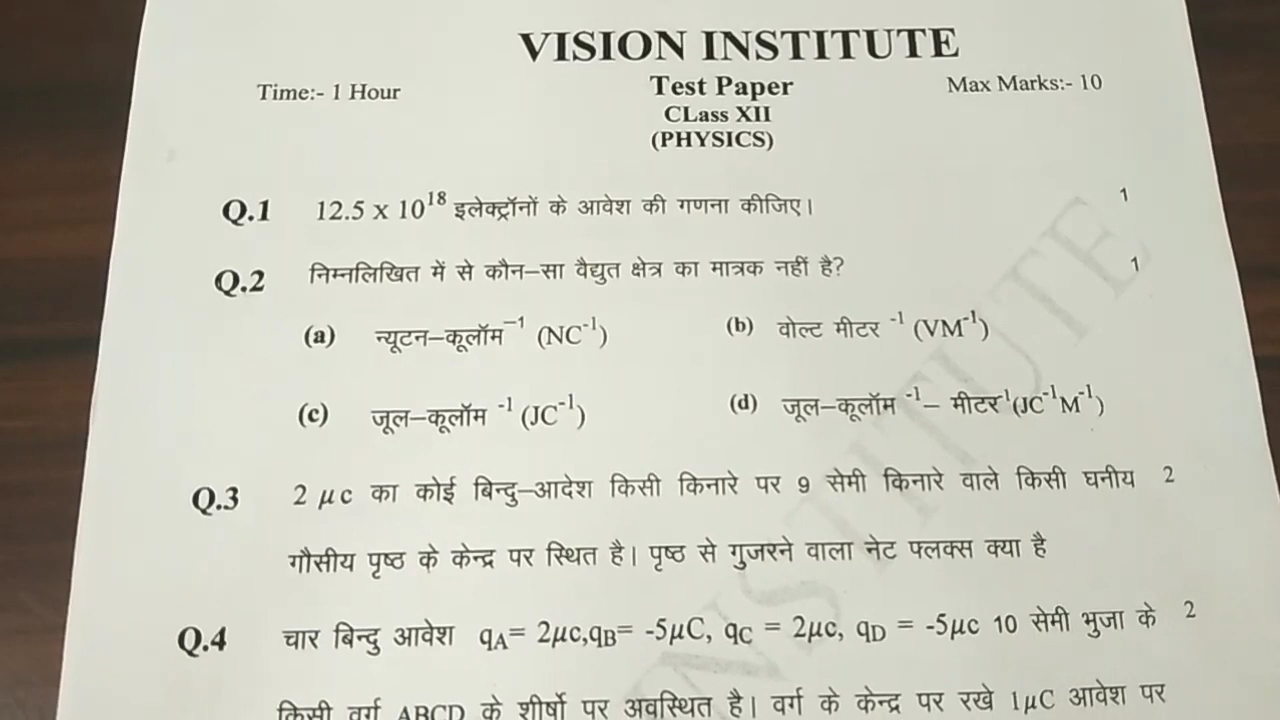 VISION INSTITUTE
Time:- 1 Hour Test Paper Max Marks:- 10
CLass XII
(PHYSICS)
Q.1 12.5 x 10^18 इलेक्ट्रॉनों के आवेश की गणना कीजिए। 1
Q.2 निम्नलिखित में से कौन–सा वैद्युत क्षेत्र का मात्रक नहीं है? 1
(a) न्यूटन–कूलॉम^–1 (NC^-1) (b) वोल्ट मीटर ^-1 (VM^-1)
(c) जूल–कूलॉम ^-1 (JC^-1) (d) जूल–कूलॉम ^-1– मीटर^1(JC^-1M^-1)
Q.3 2 μc का कोई बिन्दु–आदेश किसी किनारे पर 9 सेमी किनारे वाले किसी घनीय 2
गौसीय पृष्ठ के केन्द्र पर स्थित है। पृष्ठ से गुजरने वाला नेट फ्लक्स क्या है
Q.4 चार बिन्दु आवेश qA= 2μc,qB= -5μC, qC = 2μc, qD = -5μc 10 सेमी भुजा के 2
किसी वर्ग ABCD के शीर्षो पर अवस्थित है। वर्ग के केन्द्र पर रखे 1μC आवेश पर
INSTITUTE